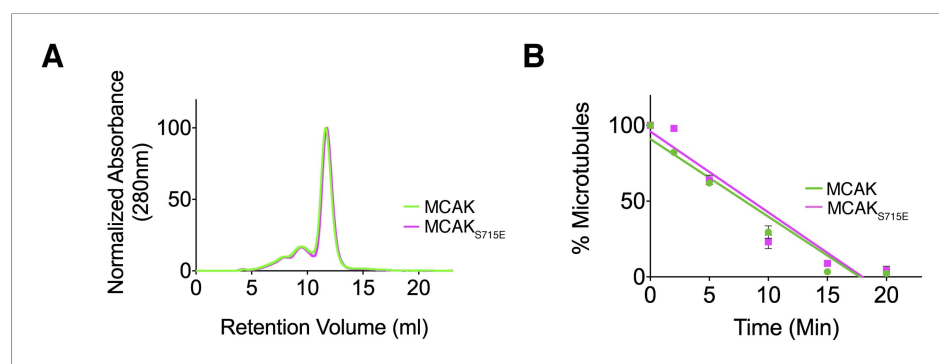 A
Normalized Absorbance
(280nm)
100
50
0
0 5 10 15 20
Retention Volume (ml)
MCAK
MCAKS715E
B
% Microtubules
100
50
0
0 5 10 15 20
Time (Min)
MCAK
MCAKS715E